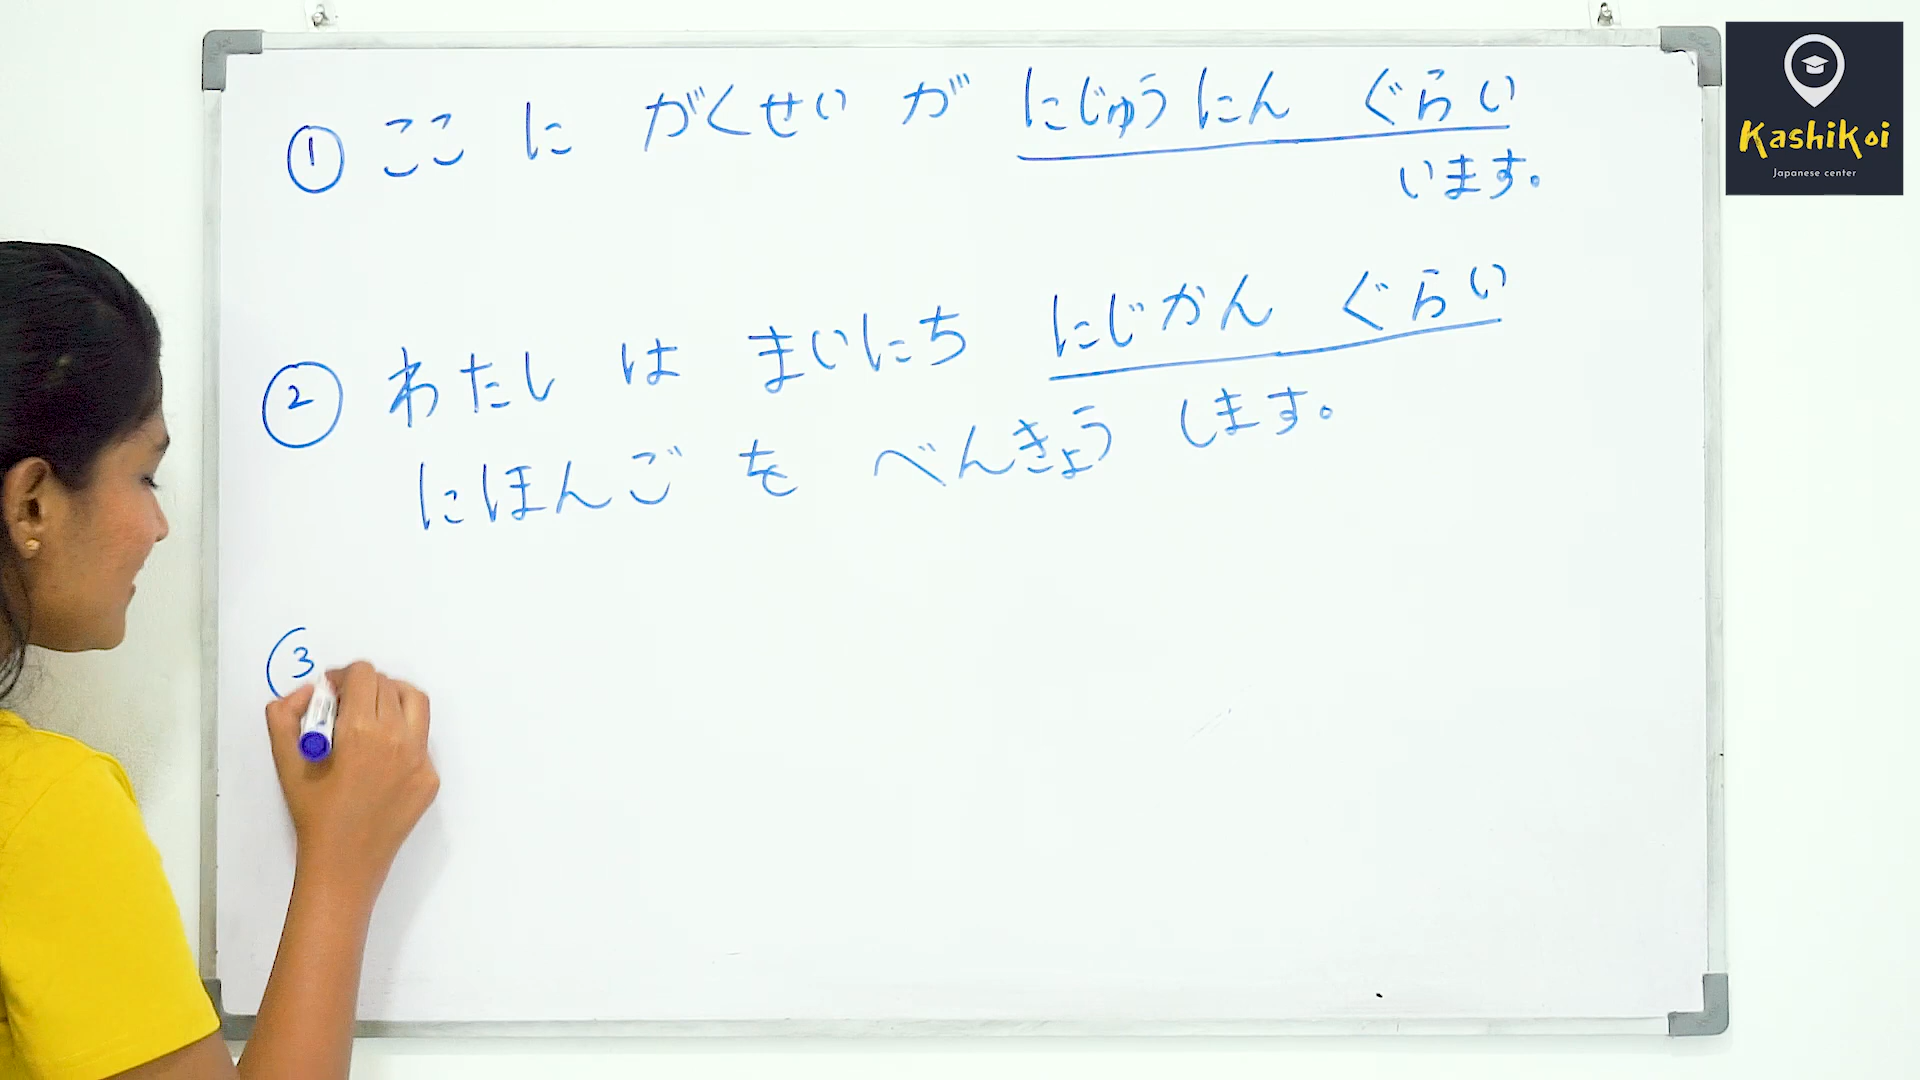 ① ここ に がくせい が にじゅうにん ぐらい
います。
② わたし は まいにち にじかん ぐらい
にほんご を べんきょう します。
3
KashiKoi
Japanese center